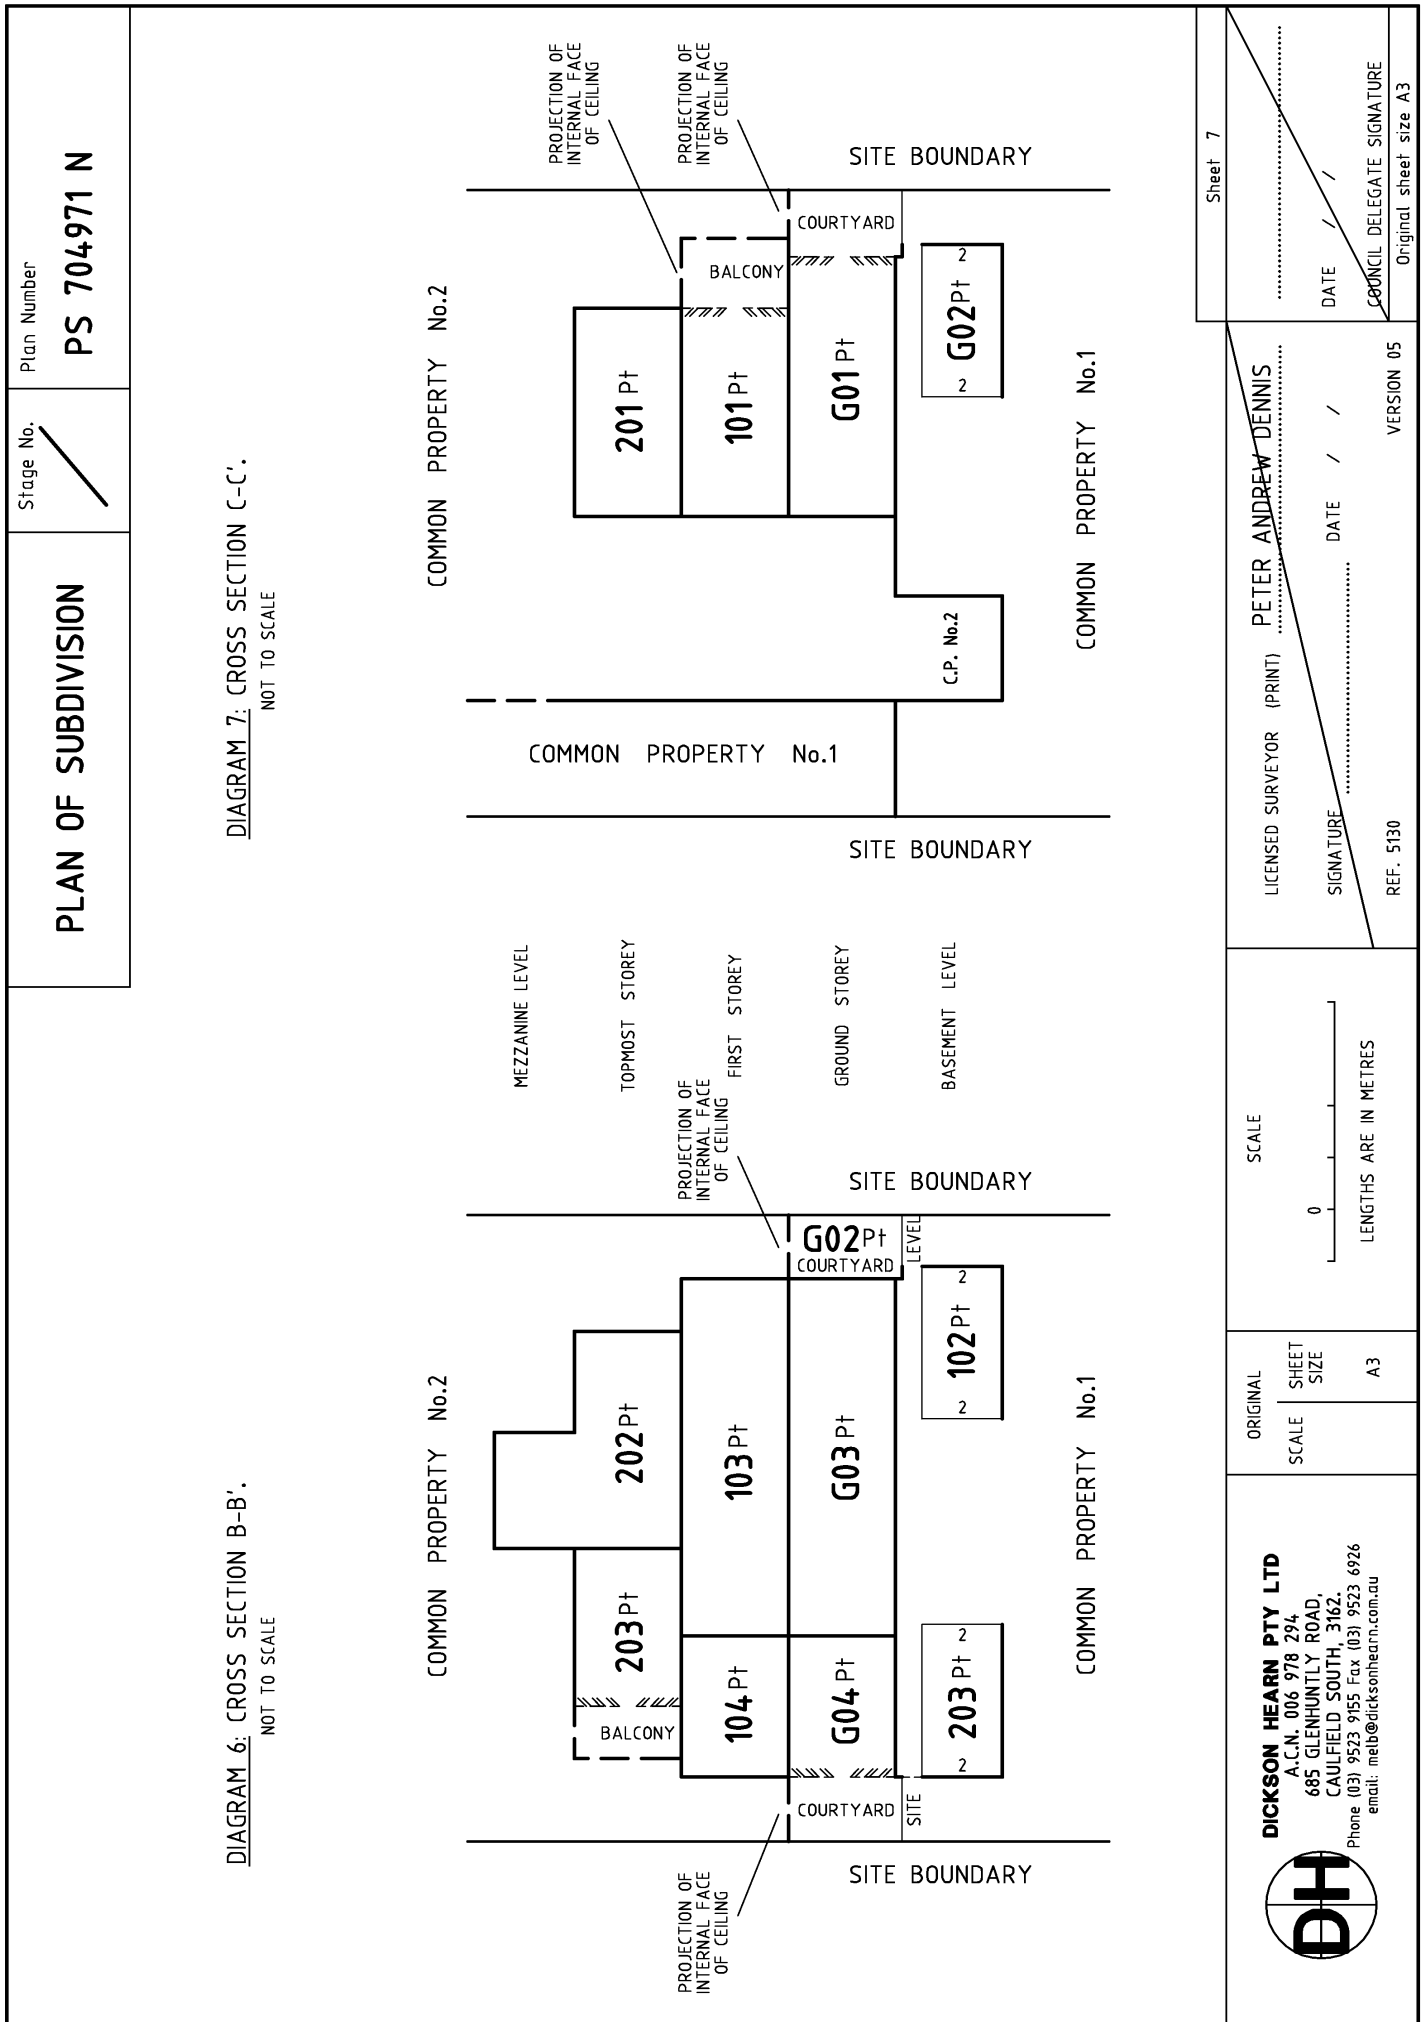 PLAN OF SUBDIVISION
Stage No.
Plan Number
PS 704971 N
DIAGRAM 6: CROSS SECTION B-B'.
NOT TO SCALE
COMMON PROPERTY No.2
PROJECTION OF
INTERNAL FACE
OF CEILING
SITE BOUNDARY
BALCONY
203 Pt
202 Pt
104 Pt
103 Pt
COURTYARD
G04 Pt
G03 Pt
G02 Pt
COURTYARD
SITE
LEVEL
2 203 Pt 2
2 102 Pt 2
COMMON PROPERTY No.1
PROJECTION OF
INTERNAL FACE
OF CEILING
SITE BOUNDARY
MEZZANINE LEVEL
TOPMOST STOREY
FIRST STOREY
GROUND STOREY
BASEMENT LEVEL
DIAGRAM 7: CROSS SECTION C-C'.
NOT TO SCALE
COMMON PROPERTY No.2
SITE BOUNDARY
COMMON PROPERTY No.1
C.P. No.2
201 Pt
101 Pt
BALCONY
G01 Pt
COURTYARD
2 G02 Pt 2
COMMON PROPERTY No.1
PROJECTION OF
INTERNAL FACE
OF CEILING
PROJECTION OF
INTERNAL FACE
OF CEILING
SITE BOUNDARY
DH
DICKSON HEARN PTY LTD
A.C.N. 006 978 294
685 GLENHUNTLY ROAD,
CAULFIELD SOUTH, 3162.
Phone (03) 9523 9155 Fax (03) 9523 6926
email: melb@dicksonhearn.com.au
ORIGINAL
SCALE
SHEET
SIZE
A3
SCALE
0
LENGTHS ARE IN METRES
LICENSED SURVEYOR (PRINT) PETER ANDREW DENNIS
SIGNATURE DATE / /
REF. 5130
VERSION 05
Sheet 7
DATE / /
COUNCIL DELEGATE SIGNATURE
Original sheet size A3